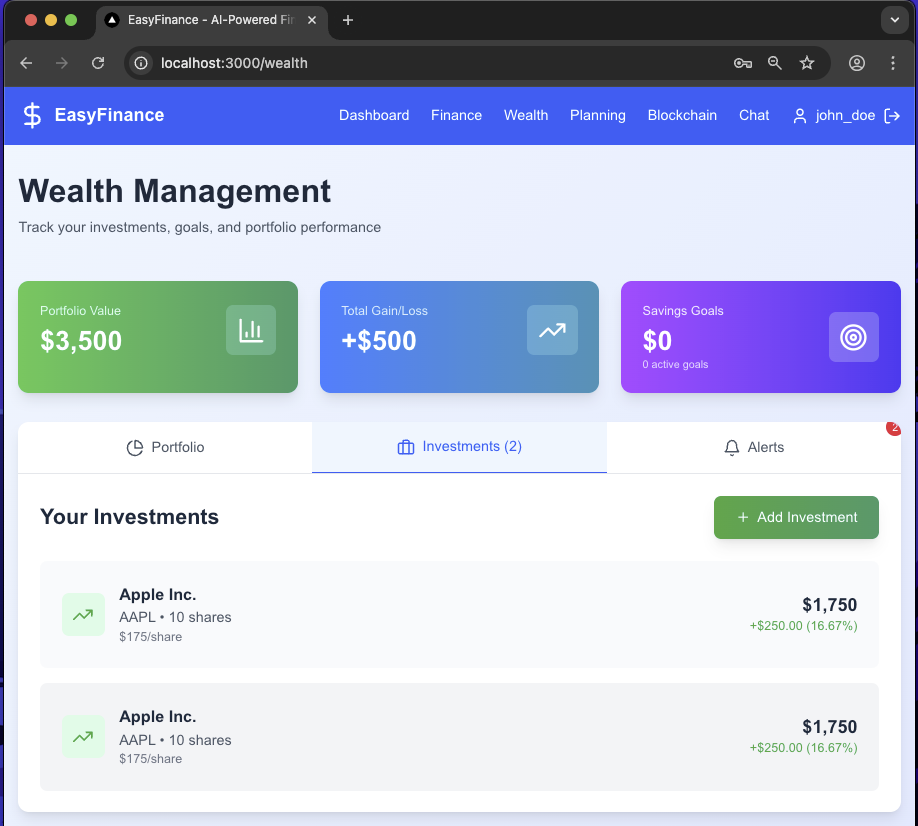 EasyFinance - AI-Powered Fin
localhost:3000/wealth
EasyFinance
Dashboard Finance Wealth Planning Blockchain Chat john_doe
Wealth Management
Track your investments, goals, and portfolio performance
Portfolio Value
$3,500
Total Gain/Loss
+$500
Savings Goals
$0
0 active goals
Portfolio
Investments (2)
Alerts
2
Your Investments
+ Add Investment
Apple Inc.
AAPL • 10 shares
$175/share
$1,750
+$250.00 (16.67%)
Apple Inc.
AAPL • 10 shares
$175/share
$1,750
+$250.00 (16.67%)